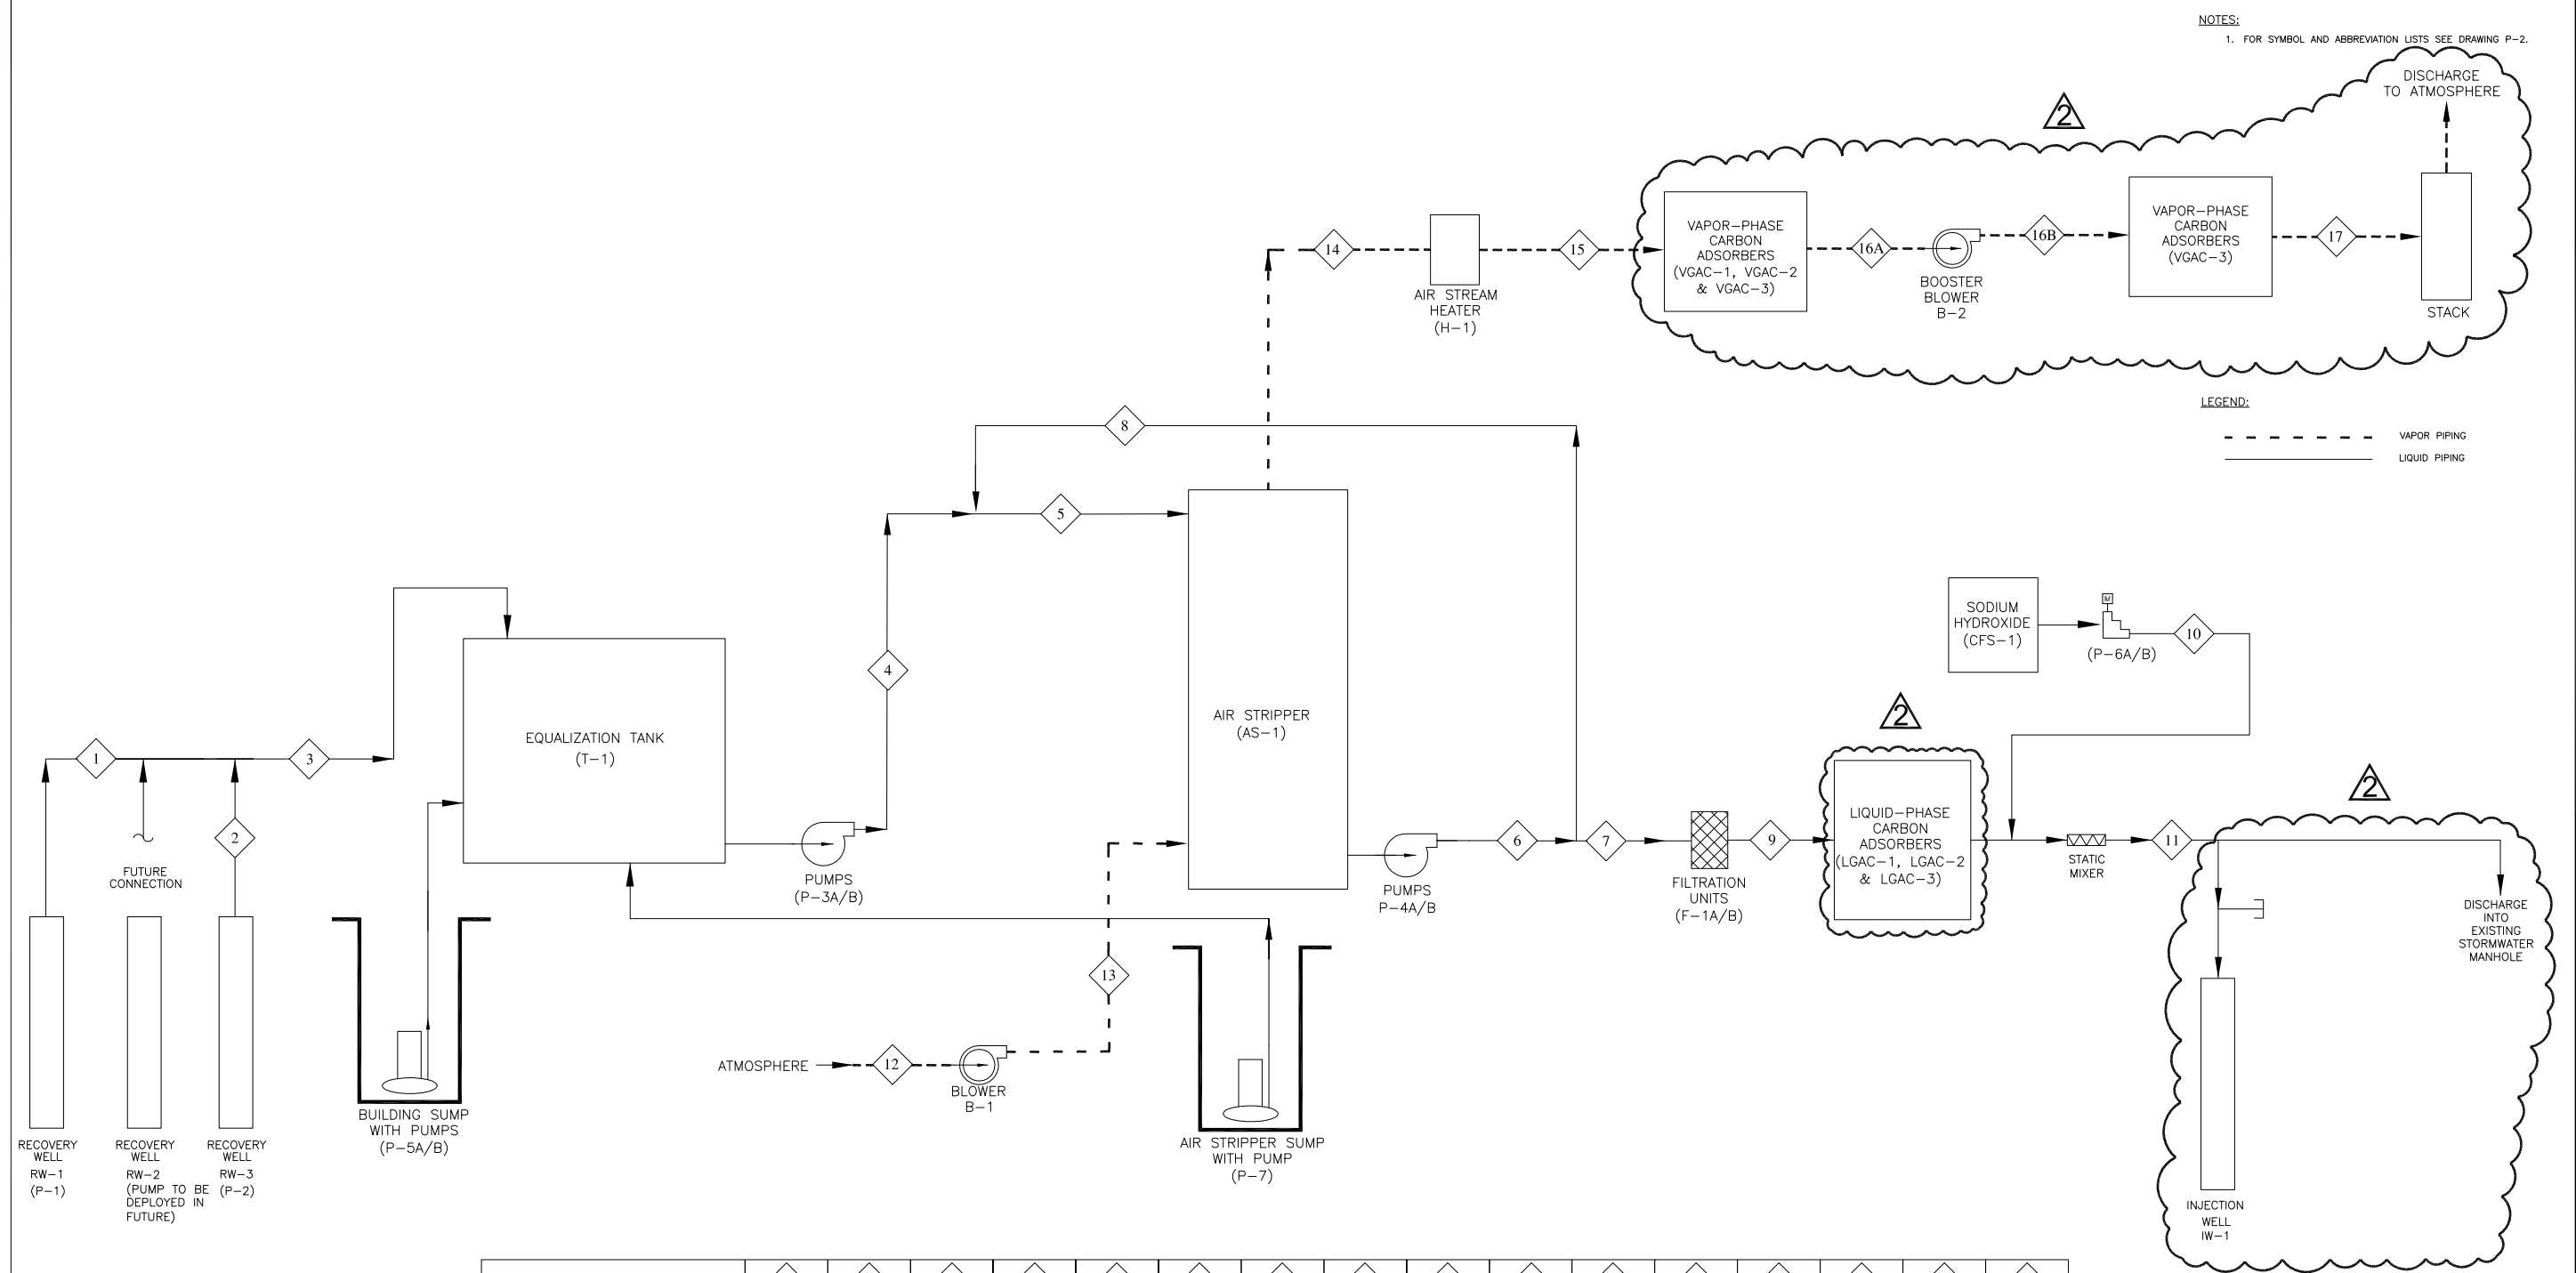 NOTES:
1. FOR SYMBOL AND ABBREVIATION LISTS SEE DRAWING P-2.
DISCHARGE
TO ATMOSPHERE
2
VAPOR-PHASE
CARBON
ADSORBERS
(VGAC-1, VGAC-2
& VGAC-3)
VAPOR-PHASE
CARBON
ADSORBERS
(VGAC-3)
14
15
16A
16B
17
AIR STREAM
HEATER
(H-1)
BOOSTER
BLOWER
B-2
STACK
LEGEND:
VAPOR PIPING
LIQUID PIPING
8
5
4
EQUALIZATION TANK
(T-1)
AIR STRIPPER
(AS-1)
SODIUM
HYDROXIDE
(CFS-1)
M
(P-6A/B)
10
1
3
2
FUTURE
CONNECTION
PUMPS
(P-3A/B)
PUMPS
P-4A/B
6
7
FILTRATION
UNITS
(F-1A/B)
9
2
LIQUID-PHASE
CARBON
ADSORBERS
(LGAC-1, LGAC-2
& LGAC-3)
STATIC
MIXER
11
2
DISCHARGE
INTO
EXISTING
STORMWATER
MANHOLE
13
ATMOSPHERE
12
BLOWER
B-1
RECOVERY
WELL
RW-1
(P-1)
RECOVERY
WELL
RW-2
(PUMP TO BE
DEPLOYED IN
FUTURE)
RECOVERY
WELL
RW-3
(P-2)
BUILDING SUMP
WITH PUMPS
(P-5A/B)
AIR STRIPPER SUMP
WITH PUMP
(P-7)
INJECTION
WELL
IW-1